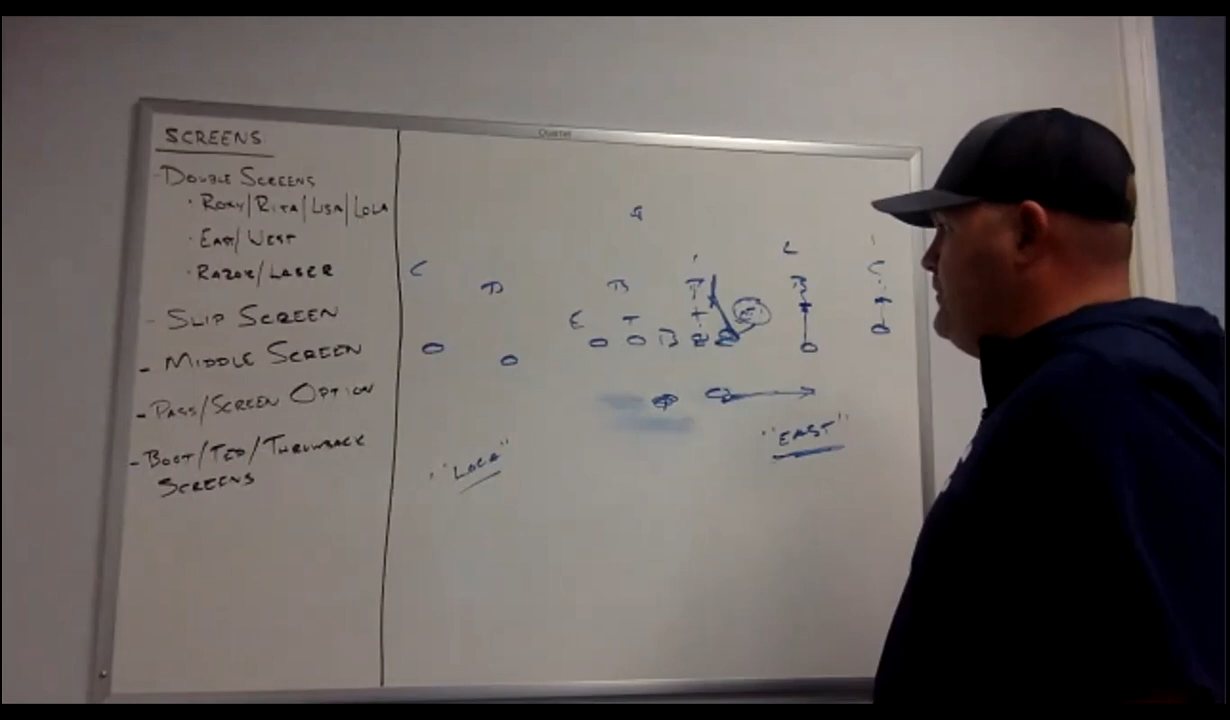 Quartet
SCREENS
- DOUBLE SCREENS
· ROXY/RITA/LISA/LOLA
· EAST/WEST
· RAZOR/LASER
- SLIP SCREEN
- MIDDLE SCREEN
- PASS/SCREEN OPTION
- BOOT/TED/THROWBACK
SCREENS
S
C
C
C
D
B
B
B
E
T
T
B
"EAST"
"LOLA"